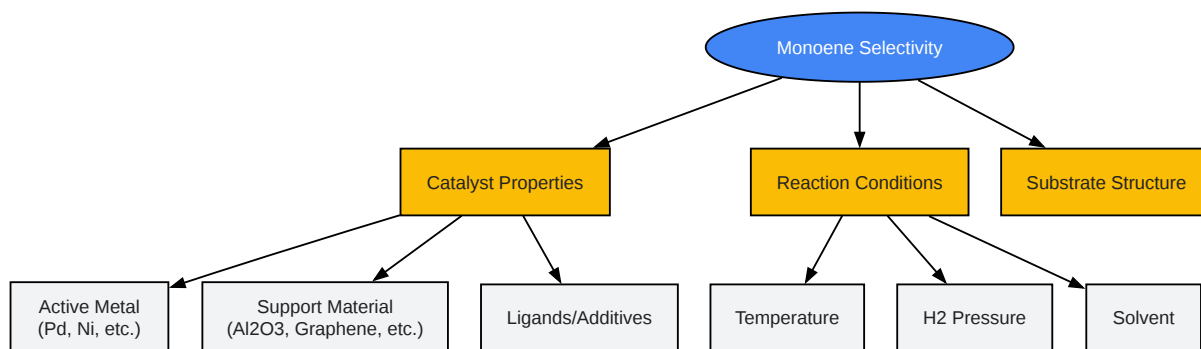 Monoene Selectivity
Catalyst Properties
Reaction Conditions
Substrate Structure
Active Metal
(Pd, Ni, etc.)
Support Material
(Al2O3, Graphene, etc.)
Ligands/Additives
Temperature
H2 Pressure
Solvent